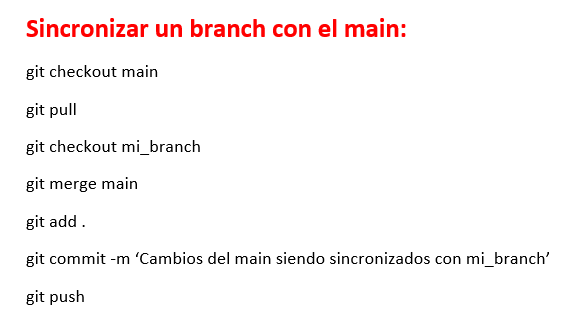 Sincronizar un branch con el main:
git checkout main
git pull
git checkout mi_branch
git merge main
git add .
git commit -m ‘Cambios del main siendo sincronizados con mi_branch’
git push